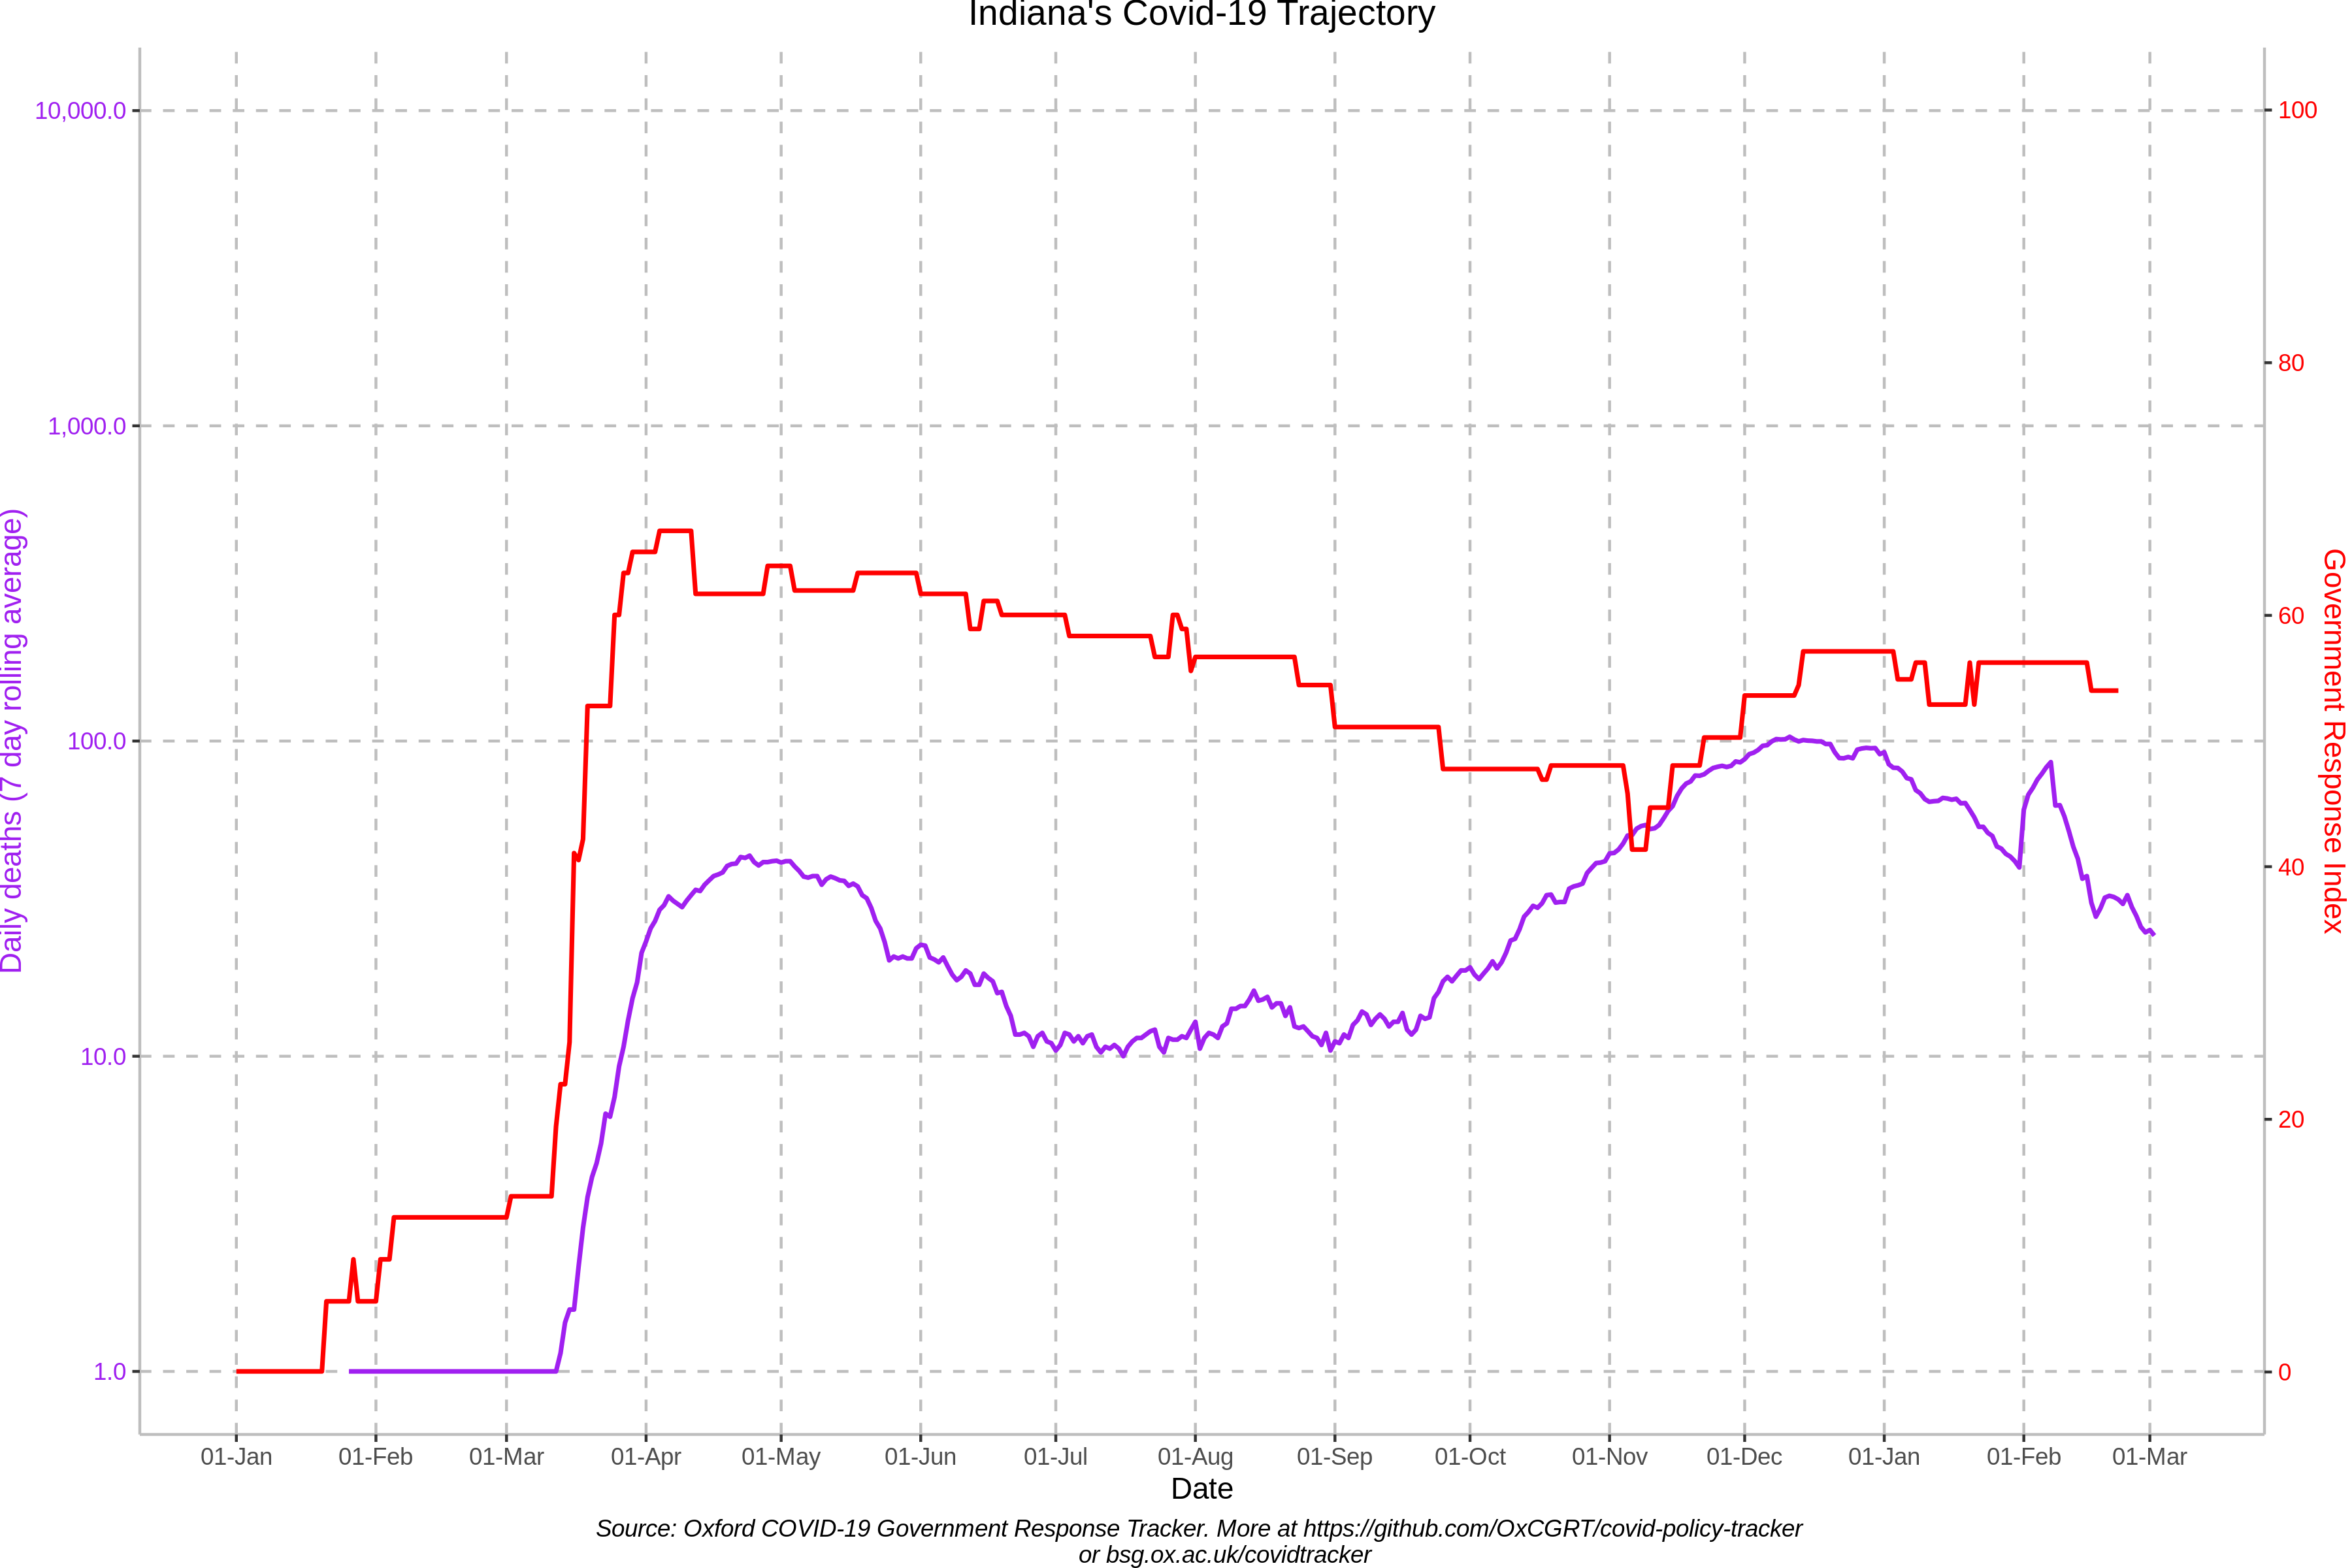 Indiana's Covid-19 Trajectory
10,000.0
1,000.0
100.0
10.0
1.0
Daily deaths (7 day rolling average)
100
80
60
40
20
0
Government Response Index
01-Jan 01-Feb 01-Mar 01-Apr 01-May 01-Jun 01-Jul 01-Aug 01-Sep 01-Oct 01-Nov 01-Dec 01-Jan 01-Feb 01-Mar
Date
Source: Oxford COVID-19 Government Response Tracker. More at https://github.com/OxCGRT/covid-policy-tracker
or bsg.ox.ac.uk/covidtracker